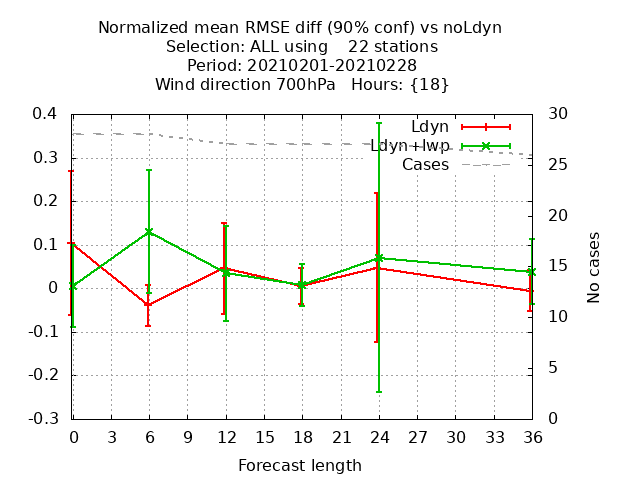 Normalized mean RMSE diff (90% conf) vs noLdyn
Selection: ALL using    22 stations
Period: 20210201-20210228
Wind direction 700hPa   Hours: {18}
0.4
0.3
0.2
0.1
0
-0.1
-0.2
-0.3
Ldyn
Ldyn+lwp
Cases
30
25
20
15
10
5
0
No cases
0 3 6 9 12 15 18 21 24 27 30 33 36
Forecast length